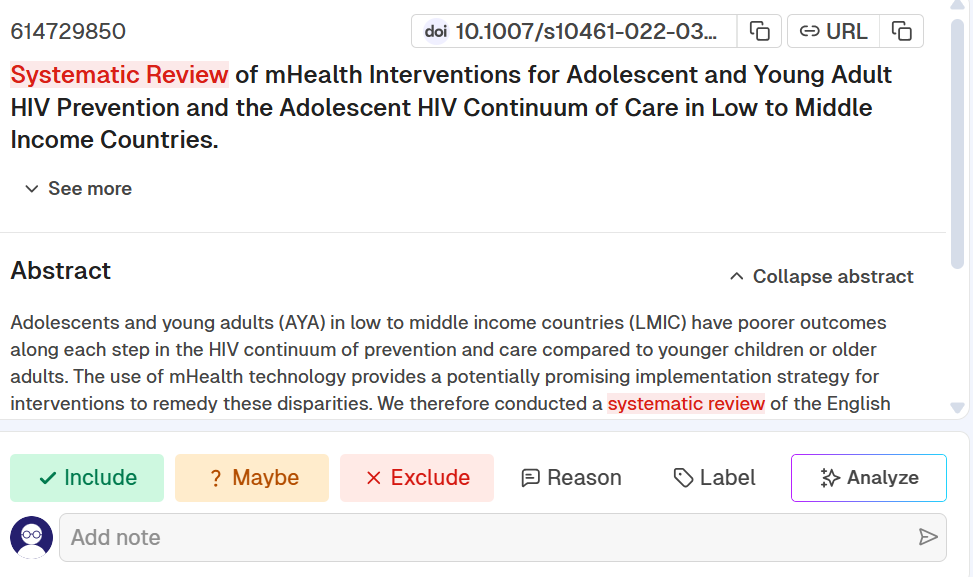 614729850
doi 10.1007/s10461-022-03...
URL
Systematic Review of mHealth Interventions for Adolescent and Young Adult
HIV Prevention and the Adolescent HIV Continuum of Care in Low to Middle
Income Countries.
See more
Abstract
Collapse abstract
Adolescents and young adults (AYA) in low to middle income countries (LMIC) have poorer outcomes
along each step in the HIV continuum of prevention and care compared to younger children or older
adults. The use of mHealth technology provides a potentially promising implementation strategy for
interventions to remedy these disparities. We therefore conducted a systematic review of the English
Include
? Maybe
Exclude
Reason
Label
Analyze
Add note